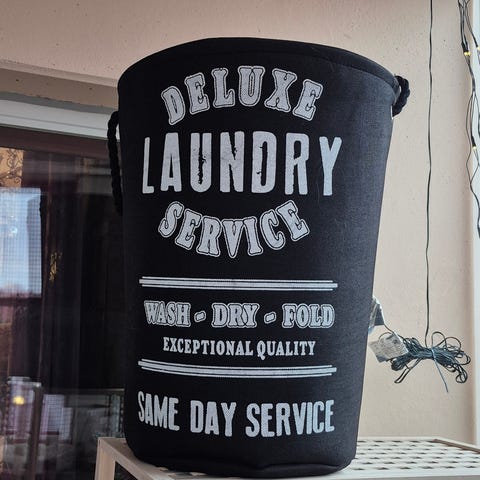 DELUXE
LAUNDRY
SERVICE
WASH - DRY - FOLD
EXCEPTIONAL QUALITY
SAME DAY SERVICE